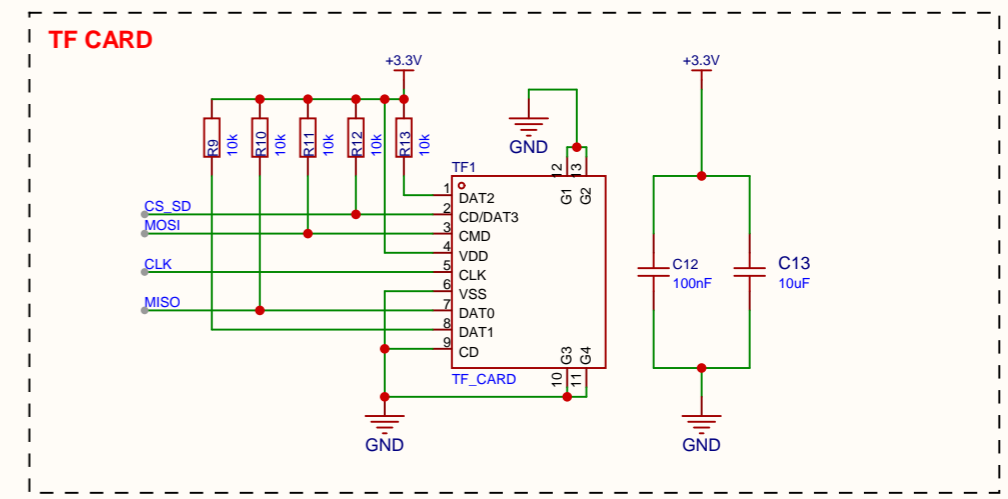 TF CARD
+3.3V
+3.3V
R9
10k
R10
10k
R11
10k
R12
10k
R13
10k
GND
TF1
12
13
G1
G2
1
DAT2
CS_SD
2
CD/DAT3
MOSI
3
CMD
4
VDD
CLK
5
CLK
6
VSS
MISO
7
DAT0
8
DAT1
9
CD
G3
G4
10
11
TF_CARD
GND
C12
100nF
C13
10uF
GND